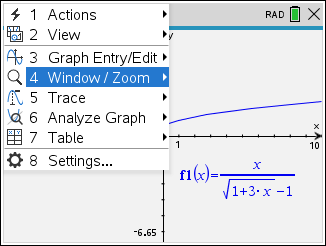 RAD
1 Actions
2 View
3 Graph Entry/Edit
4 Window / Zoom
5 Trace
6 Analyze Graph
7 Table
8 Settings...
y
1
10
x
f1(x)=x/(√(1+3·x) −1)
-6.65